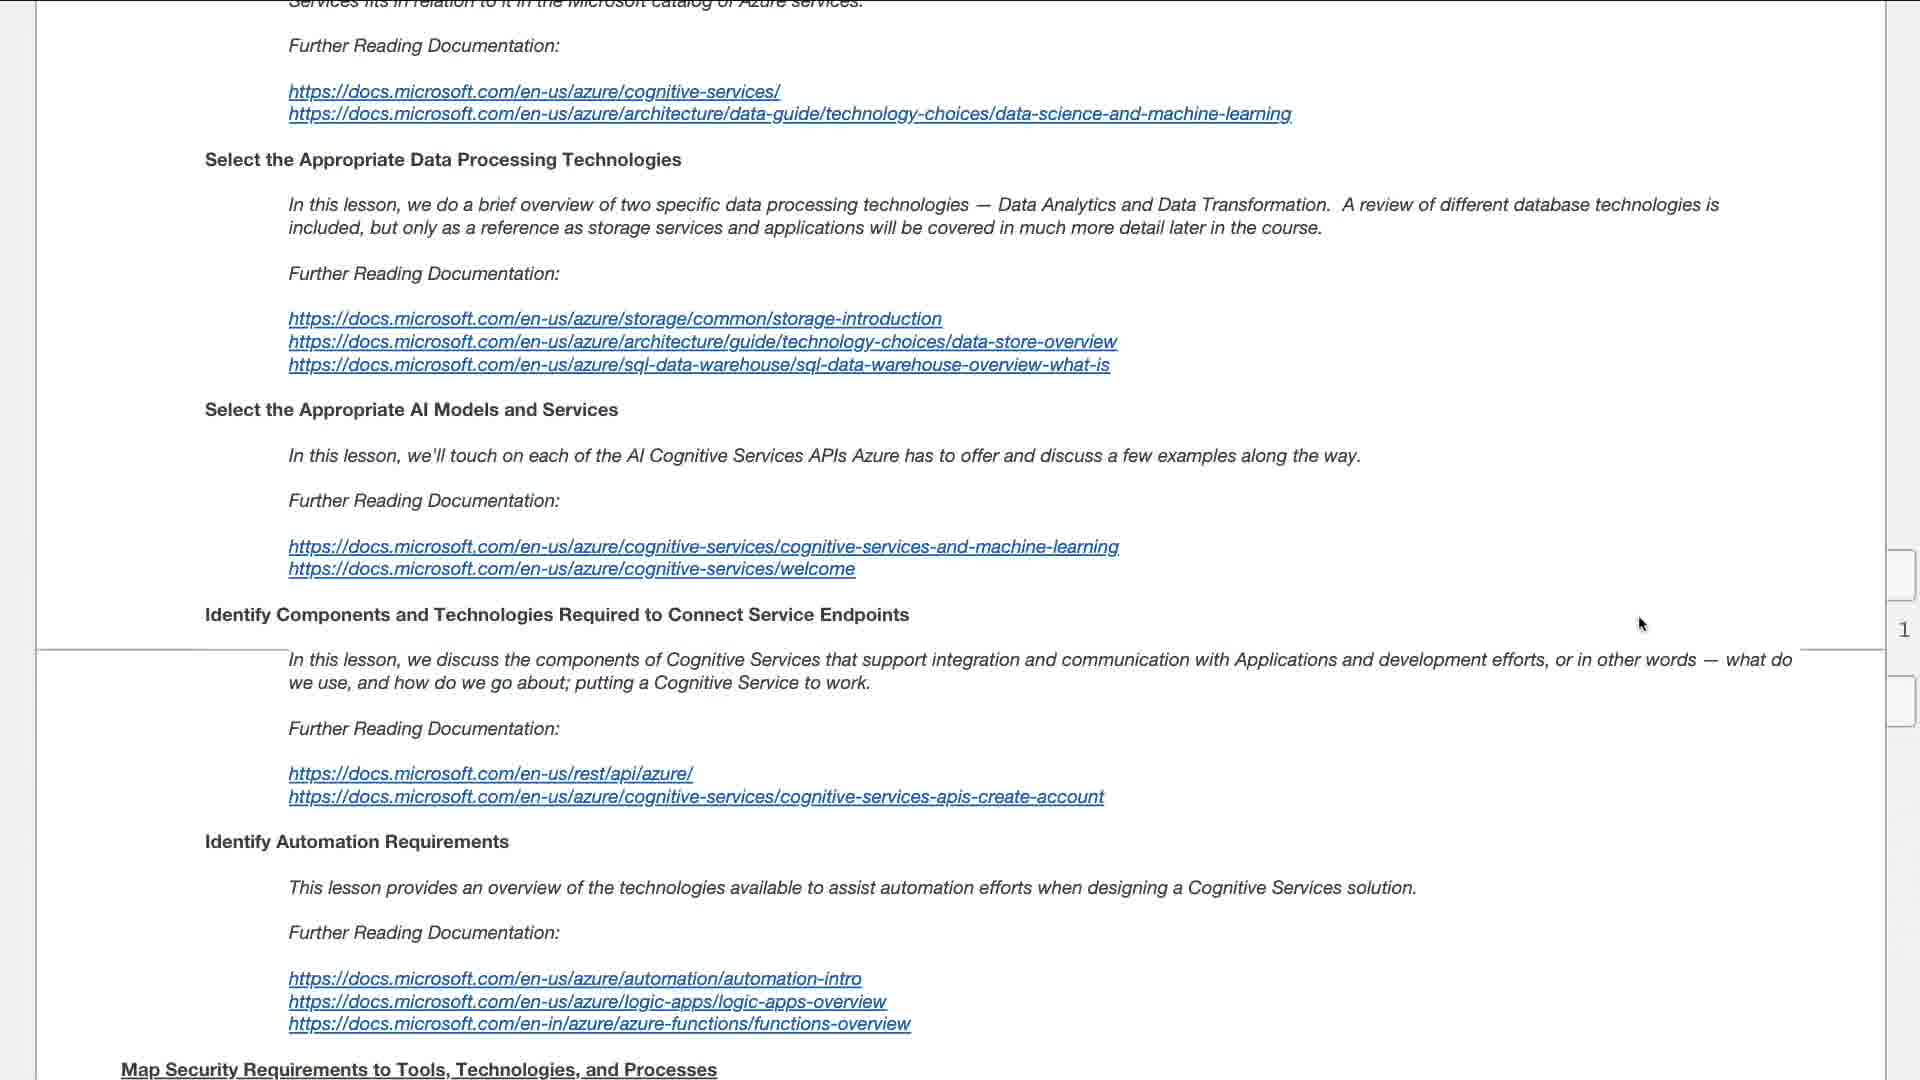 Services fits in relation to it in the Microsoft catalog of Azure services.
Further Reading Documentation:
https://docs.microsoft.com/en-us/azure/cognitive-services/
https://docs.microsoft.com/en-us/azure/architecture/data-guide/technology-choices/data-science-and-machine-learning
Select the Appropriate Data Processing Technologies
In this lesson, we do a brief overview of two specific data processing technologies — Data Analytics and Data Transformation.  A review of different database technologies is
included, but only as a reference as storage services and applications will be covered in much more detail later in the course.
Further Reading Documentation:
https://docs.microsoft.com/en-us/azure/storage/common/storage-introduction
https://docs.microsoft.com/en-us/azure/architecture/guide/technology-choices/data-store-overview
https://docs.microsoft.com/en-us/azure/sql-data-warehouse/sql-data-warehouse-overview-what-is
Select the Appropriate AI Models and Services
In this lesson, we'll touch on each of the AI Cognitive Services APIs Azure has to offer and discuss a few examples along the way.
Further Reading Documentation:
https://docs.microsoft.com/en-us/azure/cognitive-services/cognitive-services-and-machine-learning
https://docs.microsoft.com/en-us/azure/cognitive-services/welcome
Identify Components and Technologies Required to Connect Service Endpoints
1
In this lesson, we discuss the components of Cognitive Services that support integration and communication with Applications and development efforts, or in other words — what do
we use, and how do we go about; putting a Cognitive Service to work.
Further Reading Documentation:
https://docs.microsoft.com/en-us/rest/api/azure/
https://docs.microsoft.com/en-us/azure/cognitive-services/cognitive-services-apis-create-account
Identify Automation Requirements
This lesson provides an overview of the technologies available to assist automation efforts when designing a Cognitive Services solution.
Further Reading Documentation:
https://docs.microsoft.com/en-us/azure/automation/automation-intro
https://docs.microsoft.com/en-us/azure/logic-apps/logic-apps-overview
https://docs.microsoft.com/en-in/azure/azure-functions/functions-overview
Map Security Requirements to Tools, Technologies, and Processes